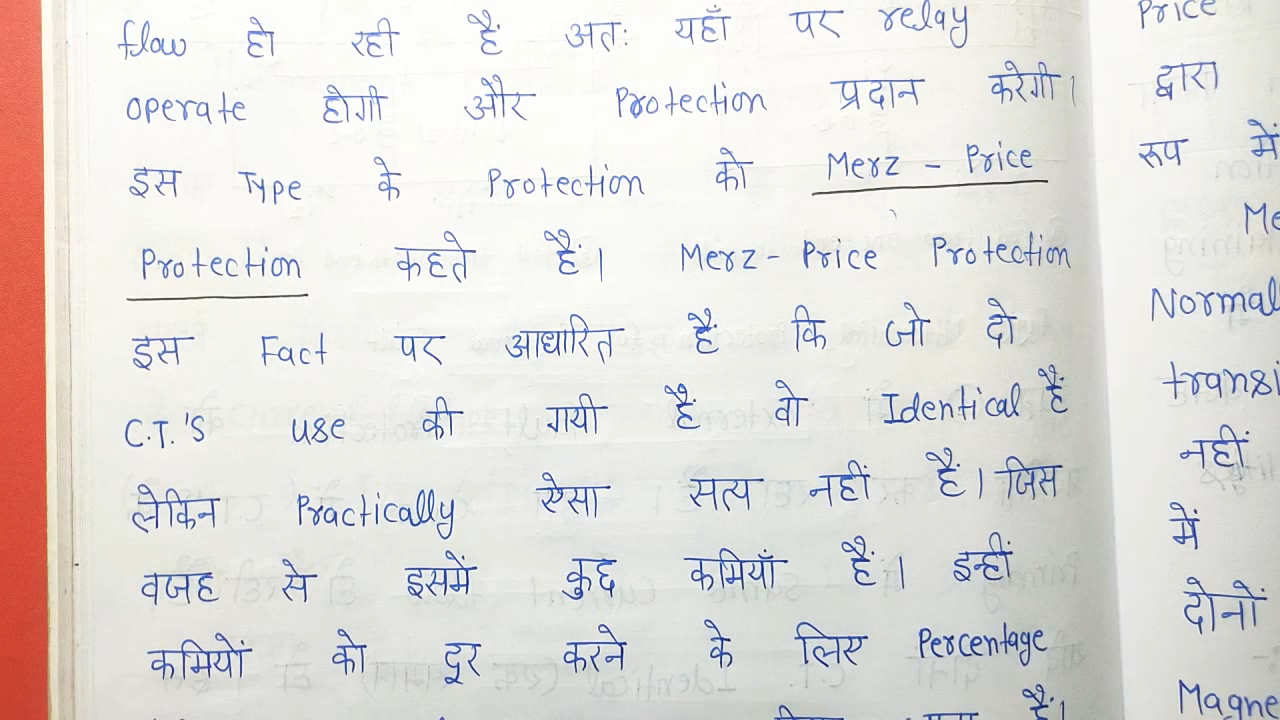 flow हो रही हैं अतः यहाँ पर relay
operate होगी और Protection प्रदान करेगी।
इस Type के Protection को Merz - Price
Protection कहते हैं। Merz - Price Protection
इस Fact पर आधारित हैं कि जो दो
C.T.'S use की गयी हैं वो Identical हैं
लेकिन Practically ऐसा सत्य नहीं हैं। जिस
वजह से इसमें कुछ कमियाँ हैं। इन्हीं
कमियों को दूर करने के लिए Percentage
हैं।
Price
द्वारा
रूप में
Me
Normal
transi
नहीं
में
दोनों
Magne